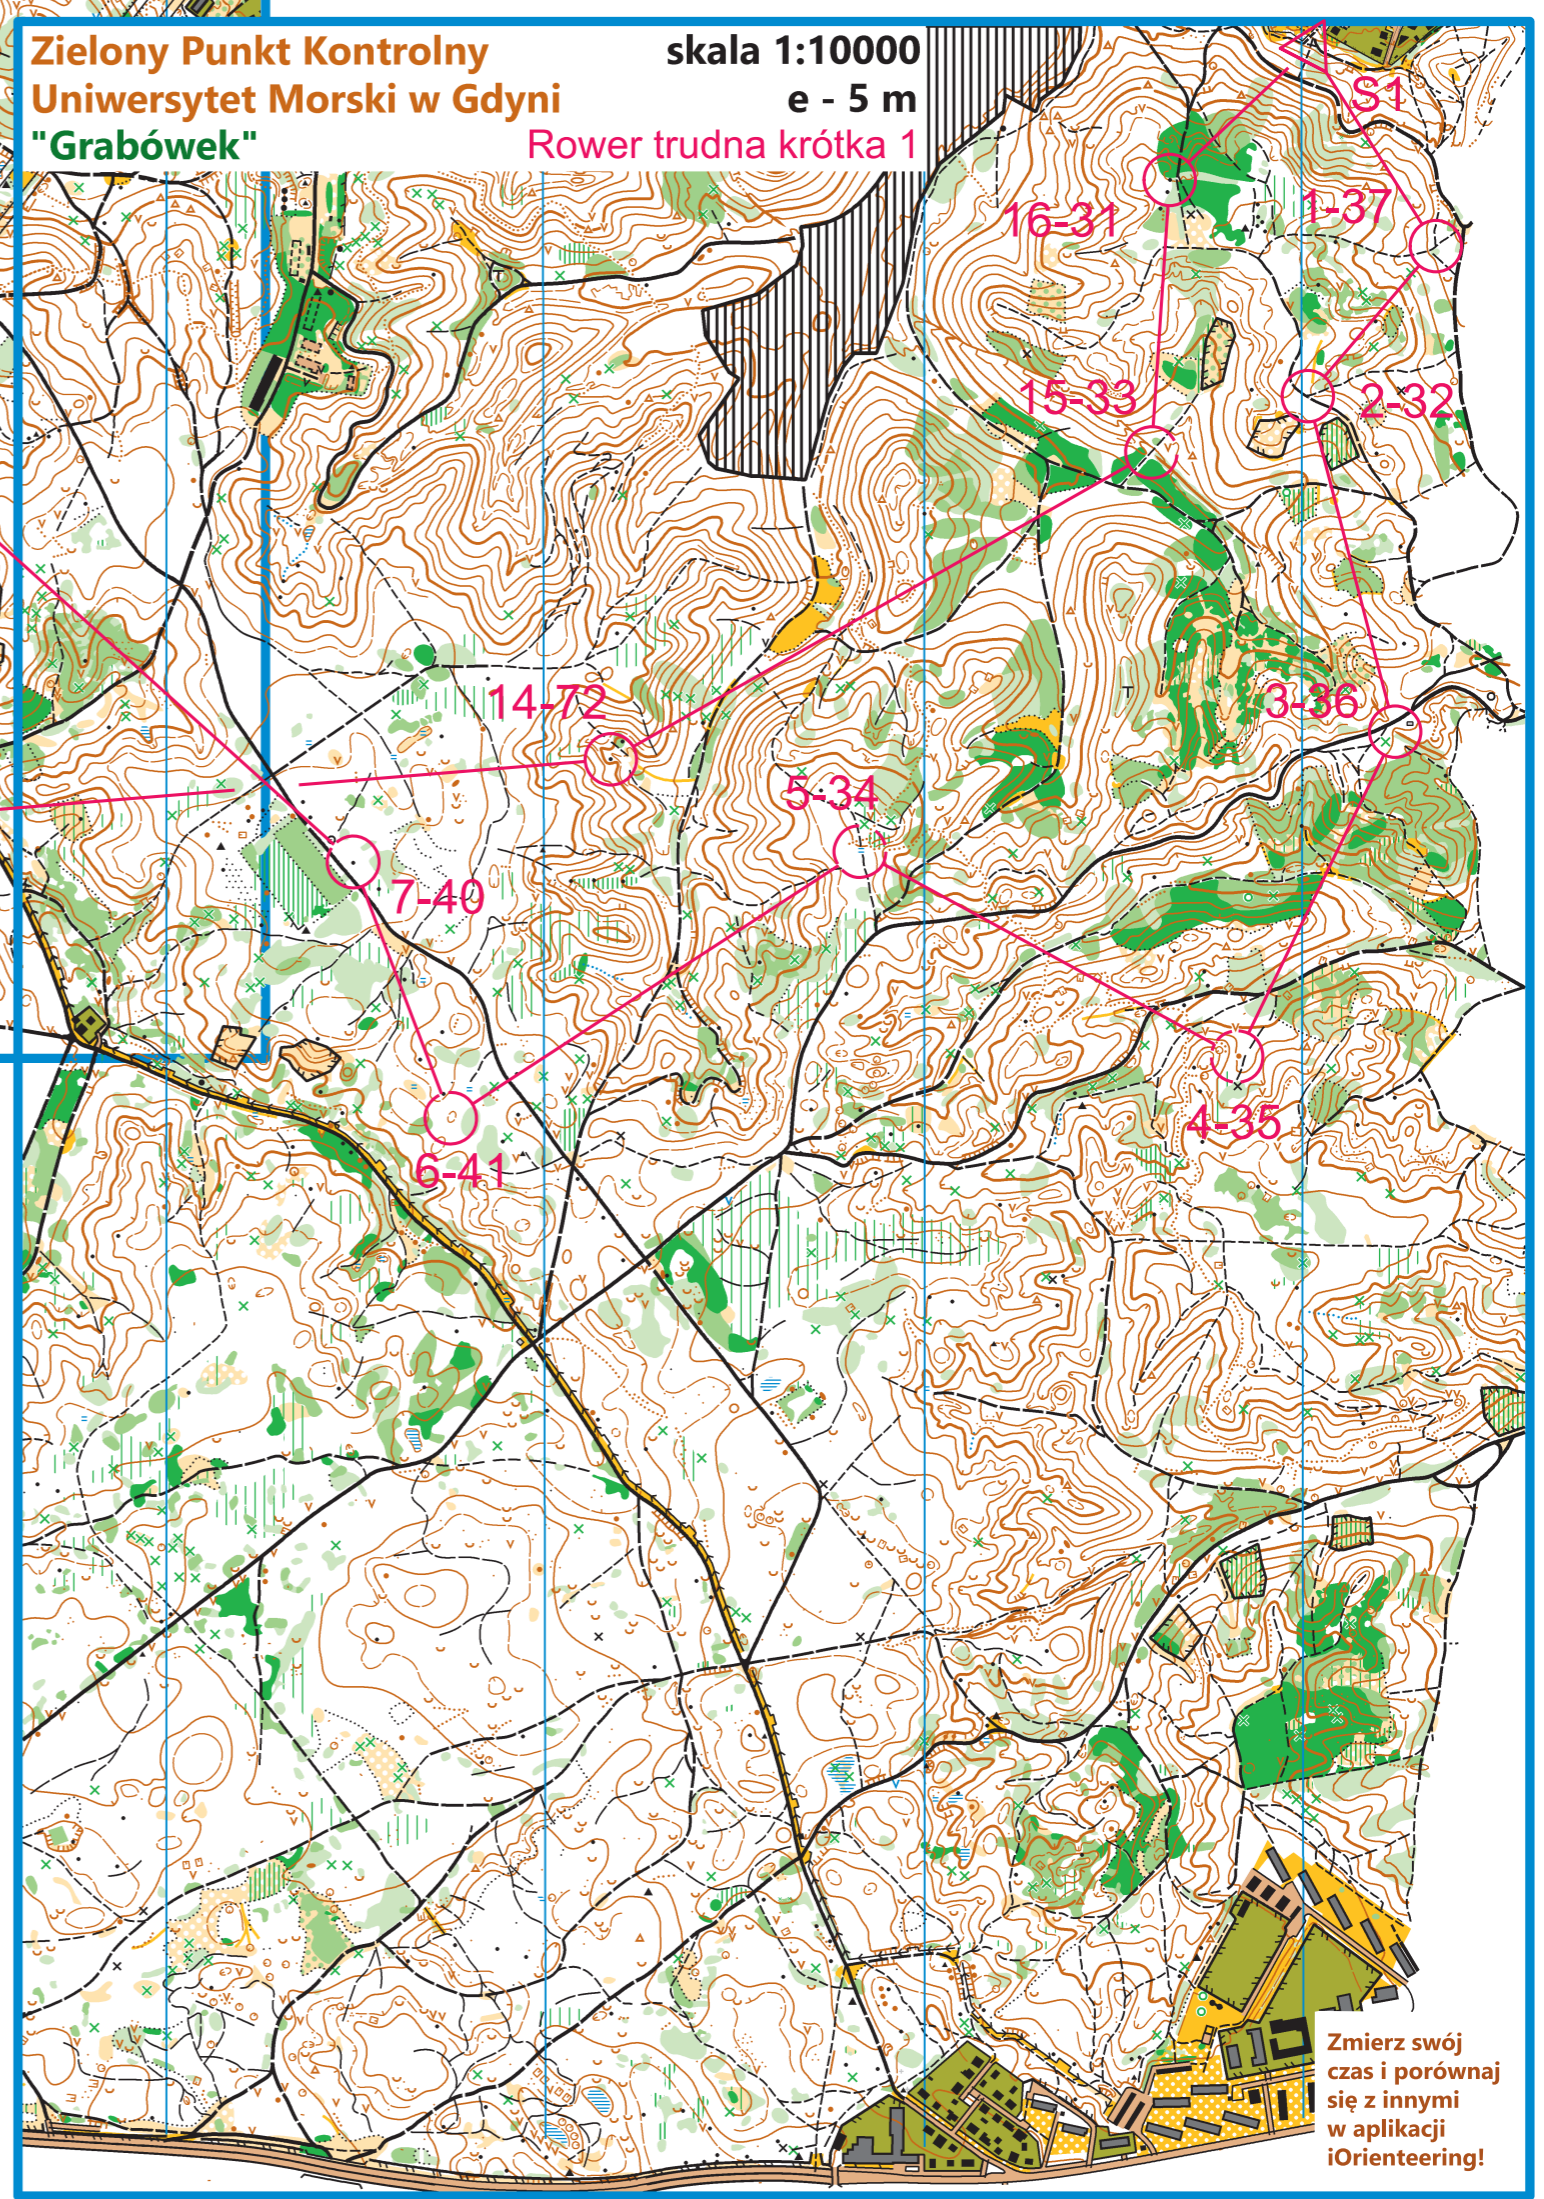 Zielony Punkt Kontrolny
Uniwersytet Morski w Gdyni
"Grabówek"
skala 1:10000
e - 5 m
Rower trudna krótka 1
S1
16-31
1-37
15-33
2-32
14-72
3-36
5-34
7-40
4-35
6-41
Zmierz swój
czas i porównaj
się z innymi
w aplikacji
iOrienteering!